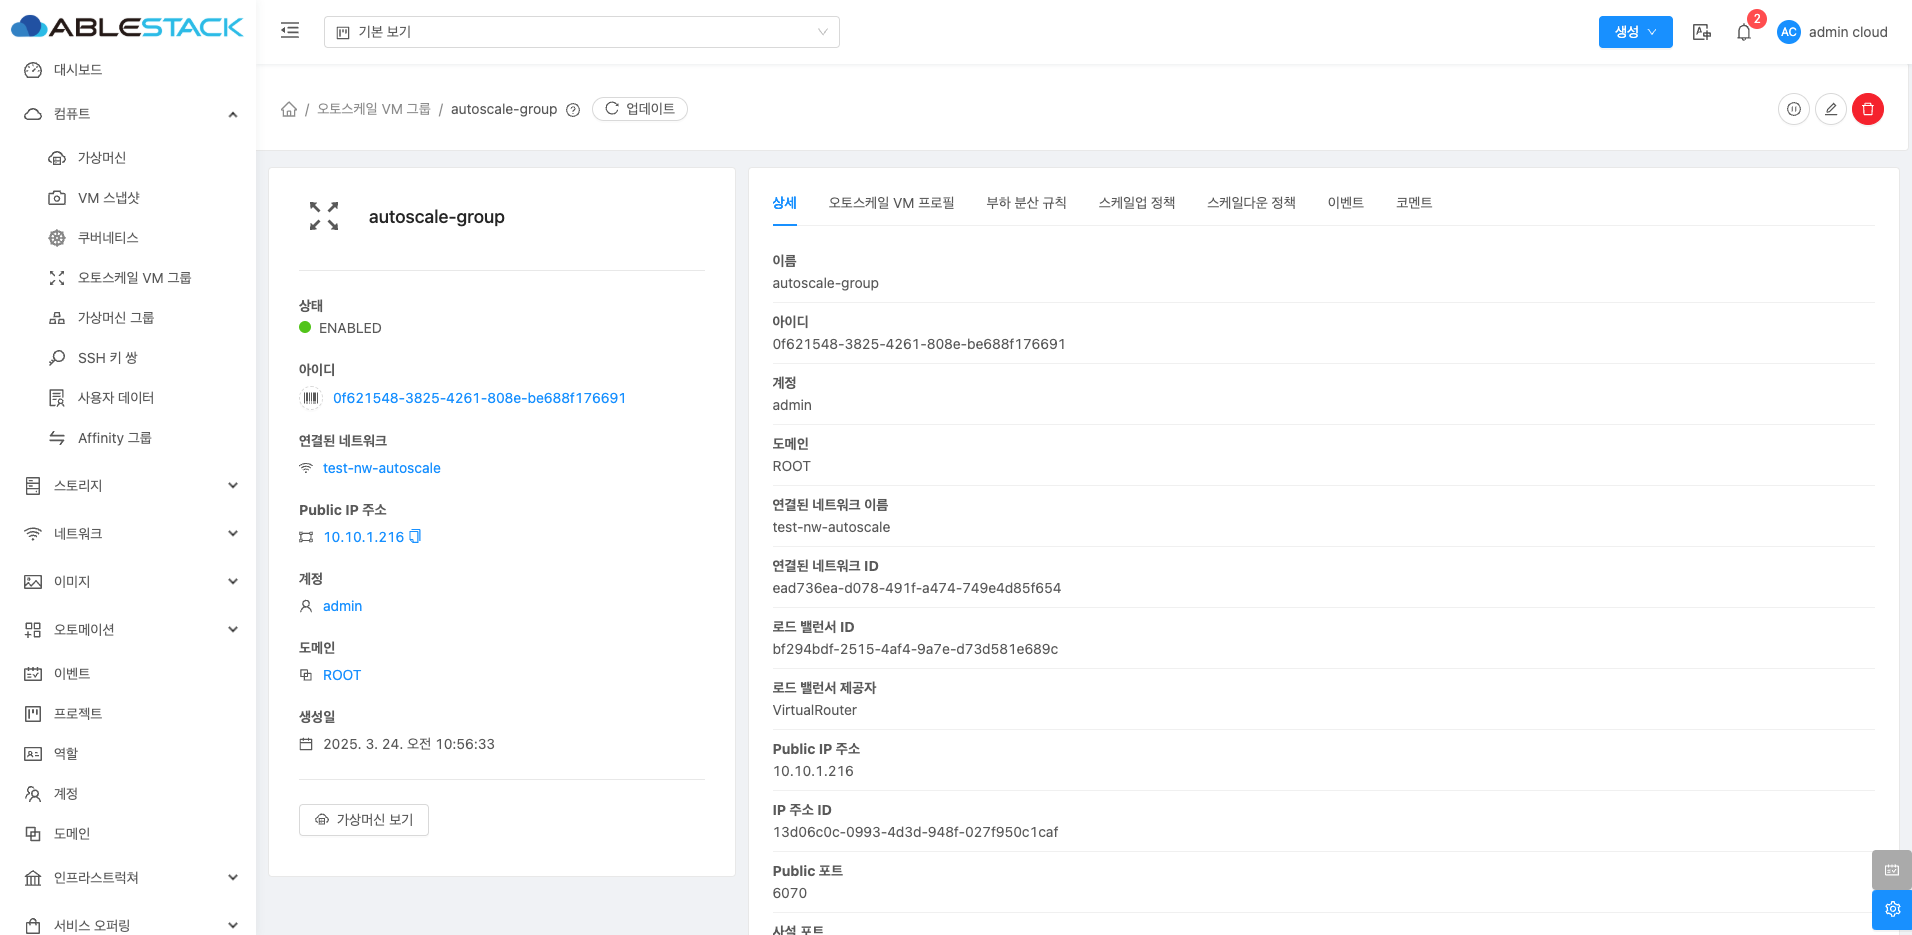 ABLESTACK
기본 보기
생성
2
AC
admin cloud
대시보드
컴퓨트
가상머신
VM 스냅샷
쿠버네티스
오토스케일 VM 그룹
가상머신 그룹
SSH 키 쌍
사용자 데이터
Affinity 그룹
스토리지
네트워크
이미지
오토메이션
이벤트
프로젝트
역할
계정
도메인
인프라스트럭쳐
서비스 오퍼링
/ 오토스케일 VM 그룹 / autoscale-group
업데이트
autoscale-group
상태
ENABLED
아이디
0f621548-3825-4261-808e-be688f176691
연결된 네트워크
test-nw-autoscale
Public IP 주소
10.10.1.216
계정
admin
도메인
ROOT
생성일
2025. 3. 24. 오전 10:56:33
가상머신 보기
상세 오토스케일 VM 프로필 부하 분산 규칙 스케일업 정책 스케일다운 정책 이벤트 코멘트
이름
autoscale-group
아이디
0f621548-3825-4261-808e-be688f176691
계정
admin
도메인
ROOT
연결된 네트워크 이름
test-nw-autoscale
연결된 네트워크 ID
ead736ea-d078-491f-a474-749e4d85f654
로드 밸런서 ID
bf294bdf-2515-4af4-9a7e-d73d581e689c
로드 밸런서 제공자
VirtualRouter
Public IP 주소
10.10.1.216
IP 주소 ID
13d06c0c-0993-4d3d-948f-027f950c1caf
Public 포트
6070
사설 포트